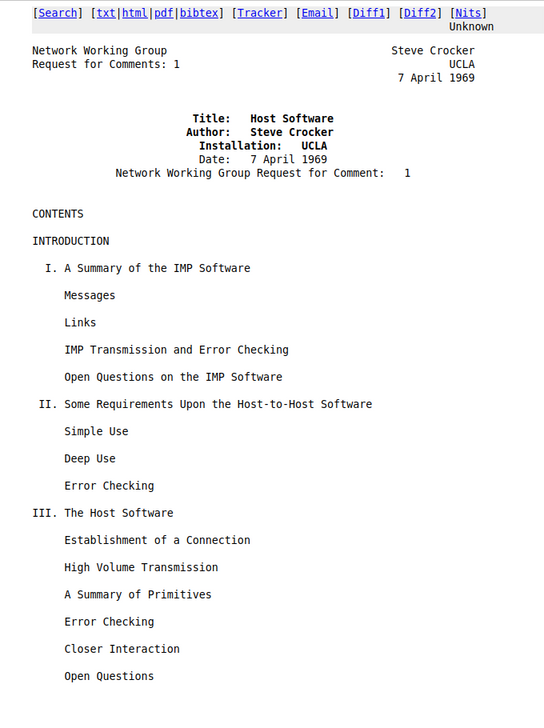 [Search] [txt|html|pdf|bibtex] [Tracker] [Email] [Diff1] [Diff2] [Nits]
Unknown
Network Working Group Steve Crocker
Request for Comments: 1 UCLA
7 April 1969
Title: Host Software
Author: Steve Crocker
Installation: UCLA
Date: 7 April 1969
Network Working Group Request for Comment: 1
CONTENTS
INTRODUCTION
I. A Summary of the IMP Software
Messages
Links
IMP Transmission and Error Checking
Open Questions on the IMP Software
II. Some Requirements Upon the Host-to-Host Software
Simple Use
Deep Use
Error Checking
III. The Host Software
Establishment of a Connection
High Volume Transmission
A Summary of Primitives
Error Checking
Closer Interaction
Open Questions